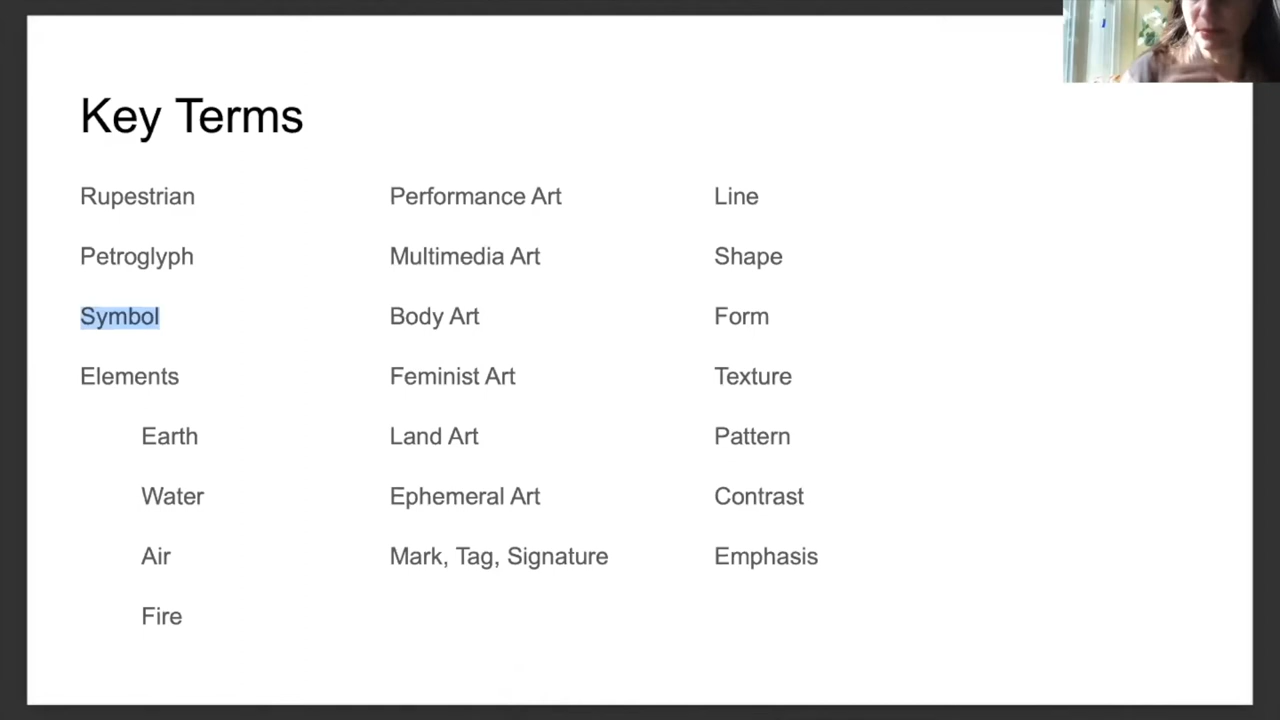 Key Terms
Rupestrian
Petroglyph
Symbol
Elements
Earth
Water
Air
Fire
Performance Art
Multimedia Art
Body Art
Feminist Art
Land Art
Ephemeral Art
Mark, Tag, Signature
Line
Shape
Form
Texture
Pattern
Contrast
Emphasis